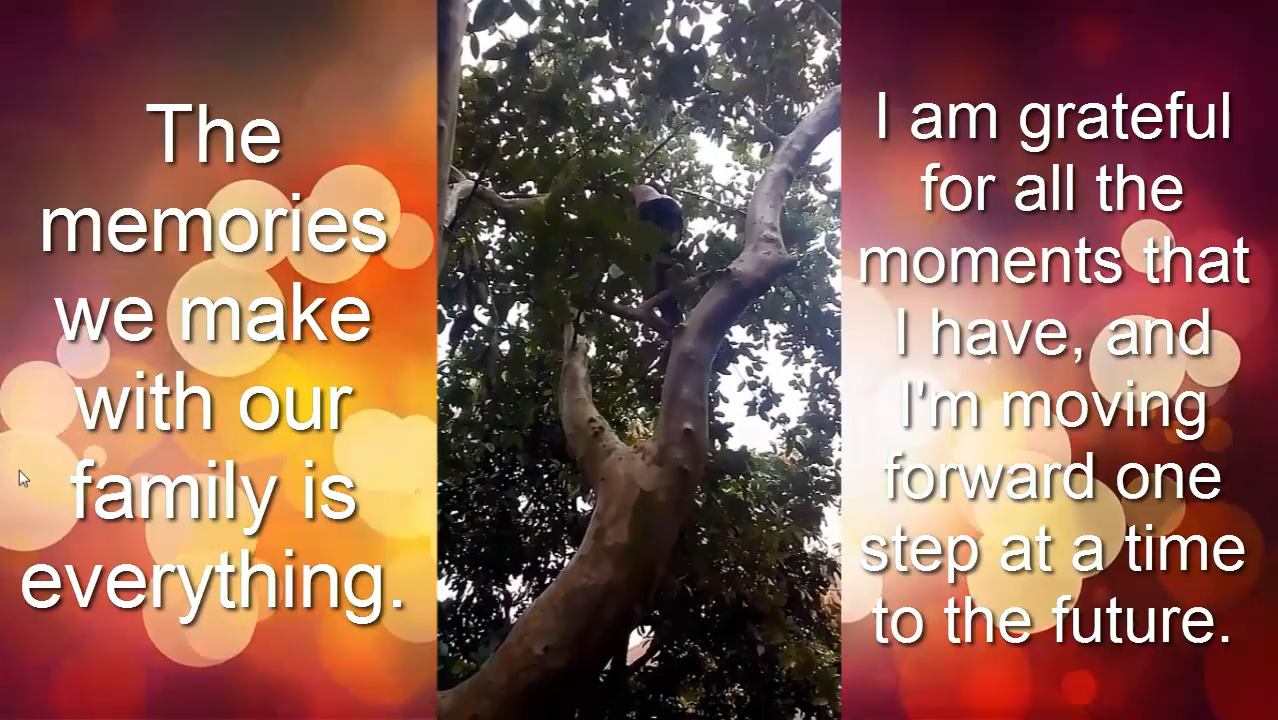 The
memories
we make
with our
family is
everything.
I am grateful
for all the
moments that
I have, and
I'm moving
forward one
step at a time
to the future.